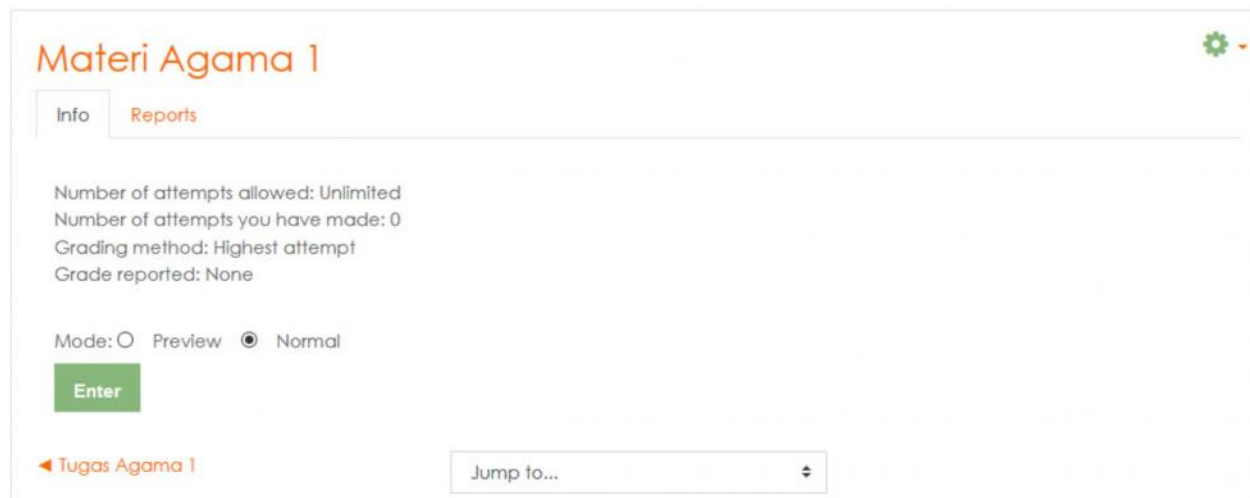 Materi Agama 1
Info Reports
Number of attempts allowed: Unlimited
Number of attempts you have made: 0
Grading method: Highest attempt
Grade reported: None
Mode: Preview Normal
Enter
◄ Tugas Agama 1 Jump to...